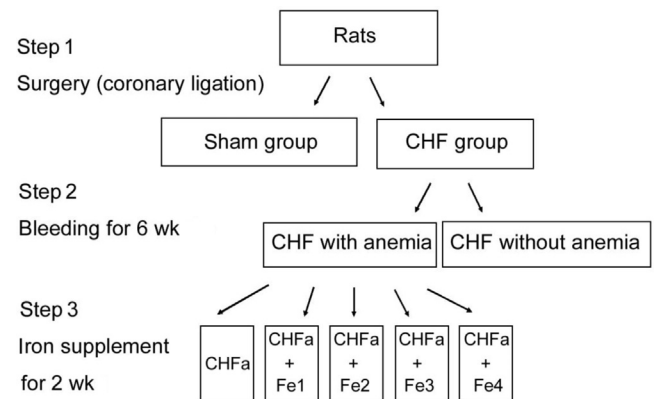 Rats
Step 1
Surgery (coronary ligation)
Sham group
CHF group
Step 2
Bleeding for 6 wk
CHF with anemia
CHF without anemia
Step 3
Iron supplement
for 2 wk
CHFa
CHFa
+
Fe1
CHFa
+
Fe2
CHFa
+
Fe3
CHFa
+
Fe4